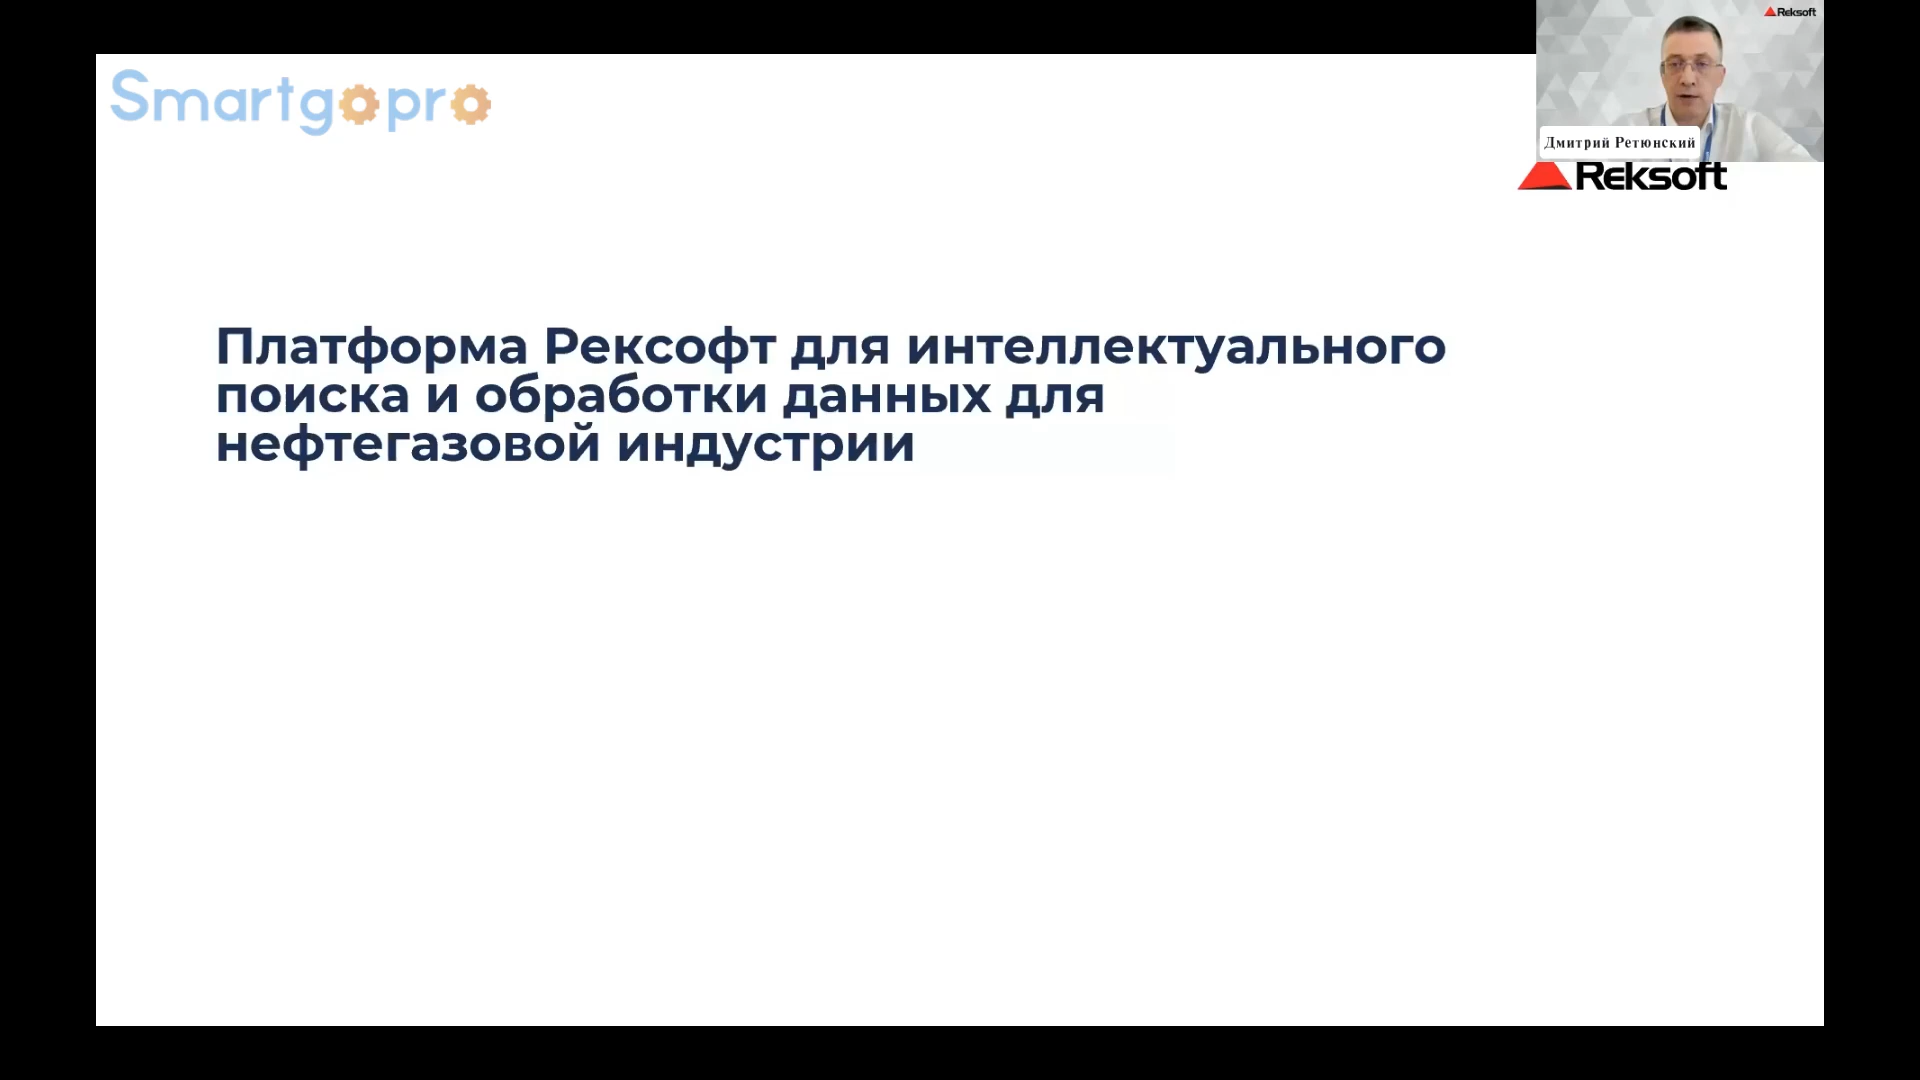 Smartgopro
Reksoft
Дмитрий Ретюнский
Reksoft
Платформа Рексофт для интеллектуального
поиска и обработки данных для
нефтегазовой индустрии